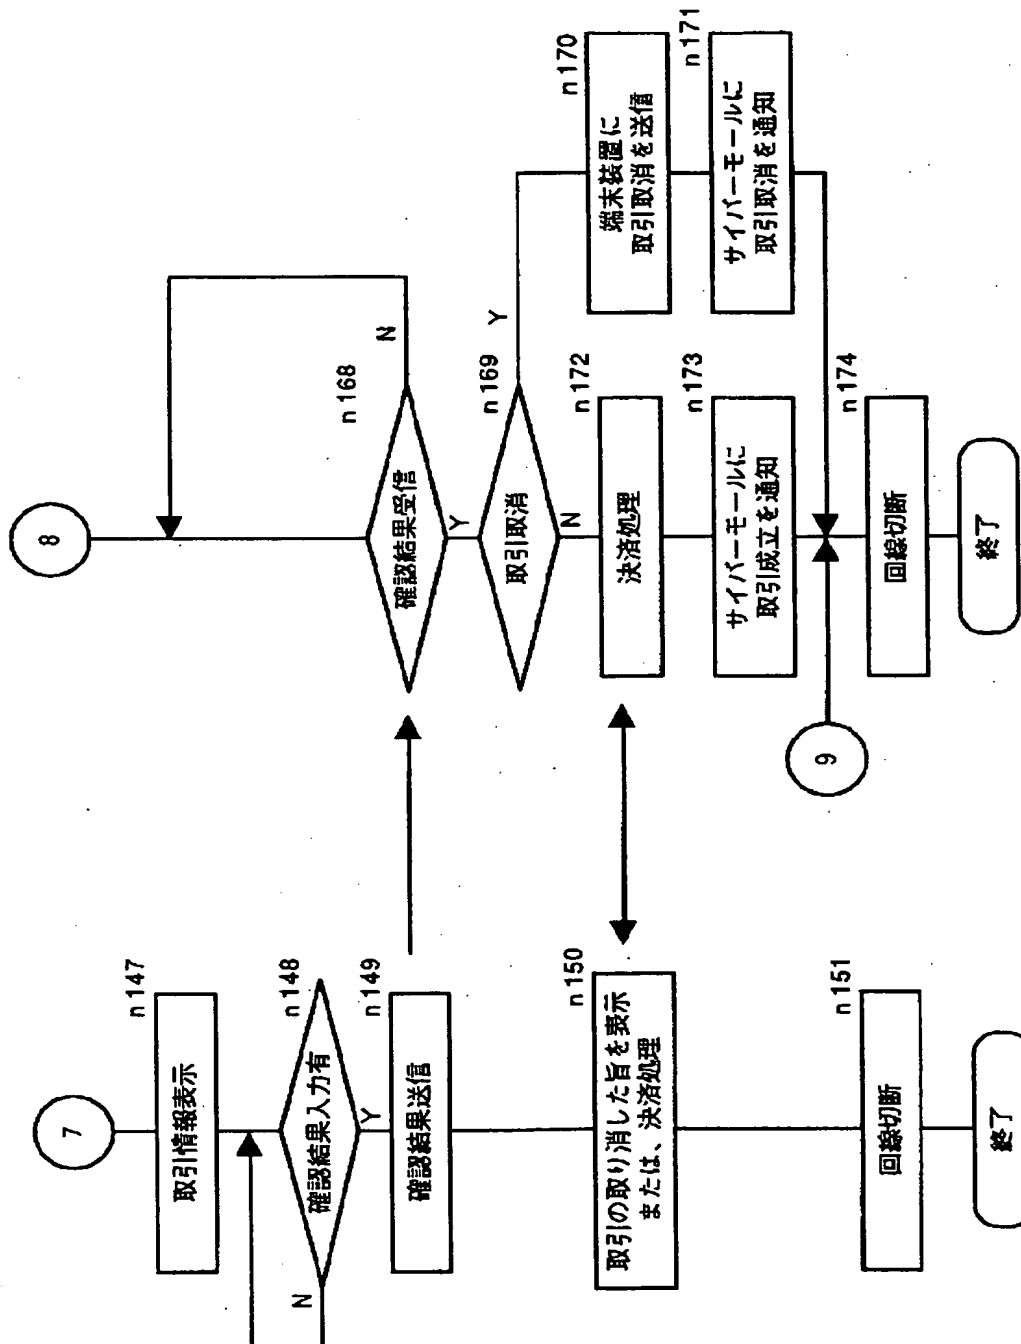 7
n147
取引情報表示
n148
確認結果入力有
N
Y
n149
確認結果送信
n150
取引の取り消した旨を表示
または、決済処理
n151
回線切断
終了
8
n168
確認結果受信
N
Y
n169
取引取消
Y
N
n170
端末装置に
取引取消を送信
n171
サイバーモールに
取引取消を通知
n172
決済処理
n173
サイバーモールに
取引成立を通知
9
n174
回線切断
終了